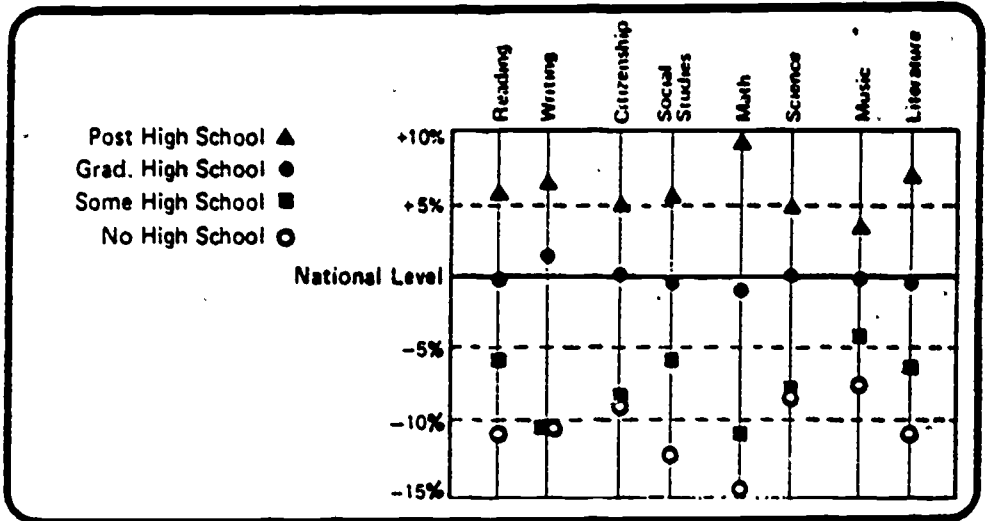 Reading
Writing
Citizenship
Social
Studies
Math
Science
Music
Literature
Post High School
Grad. High School
Some High School
No High School
+10%
+5%
National Level
-5%
-10%
-15%